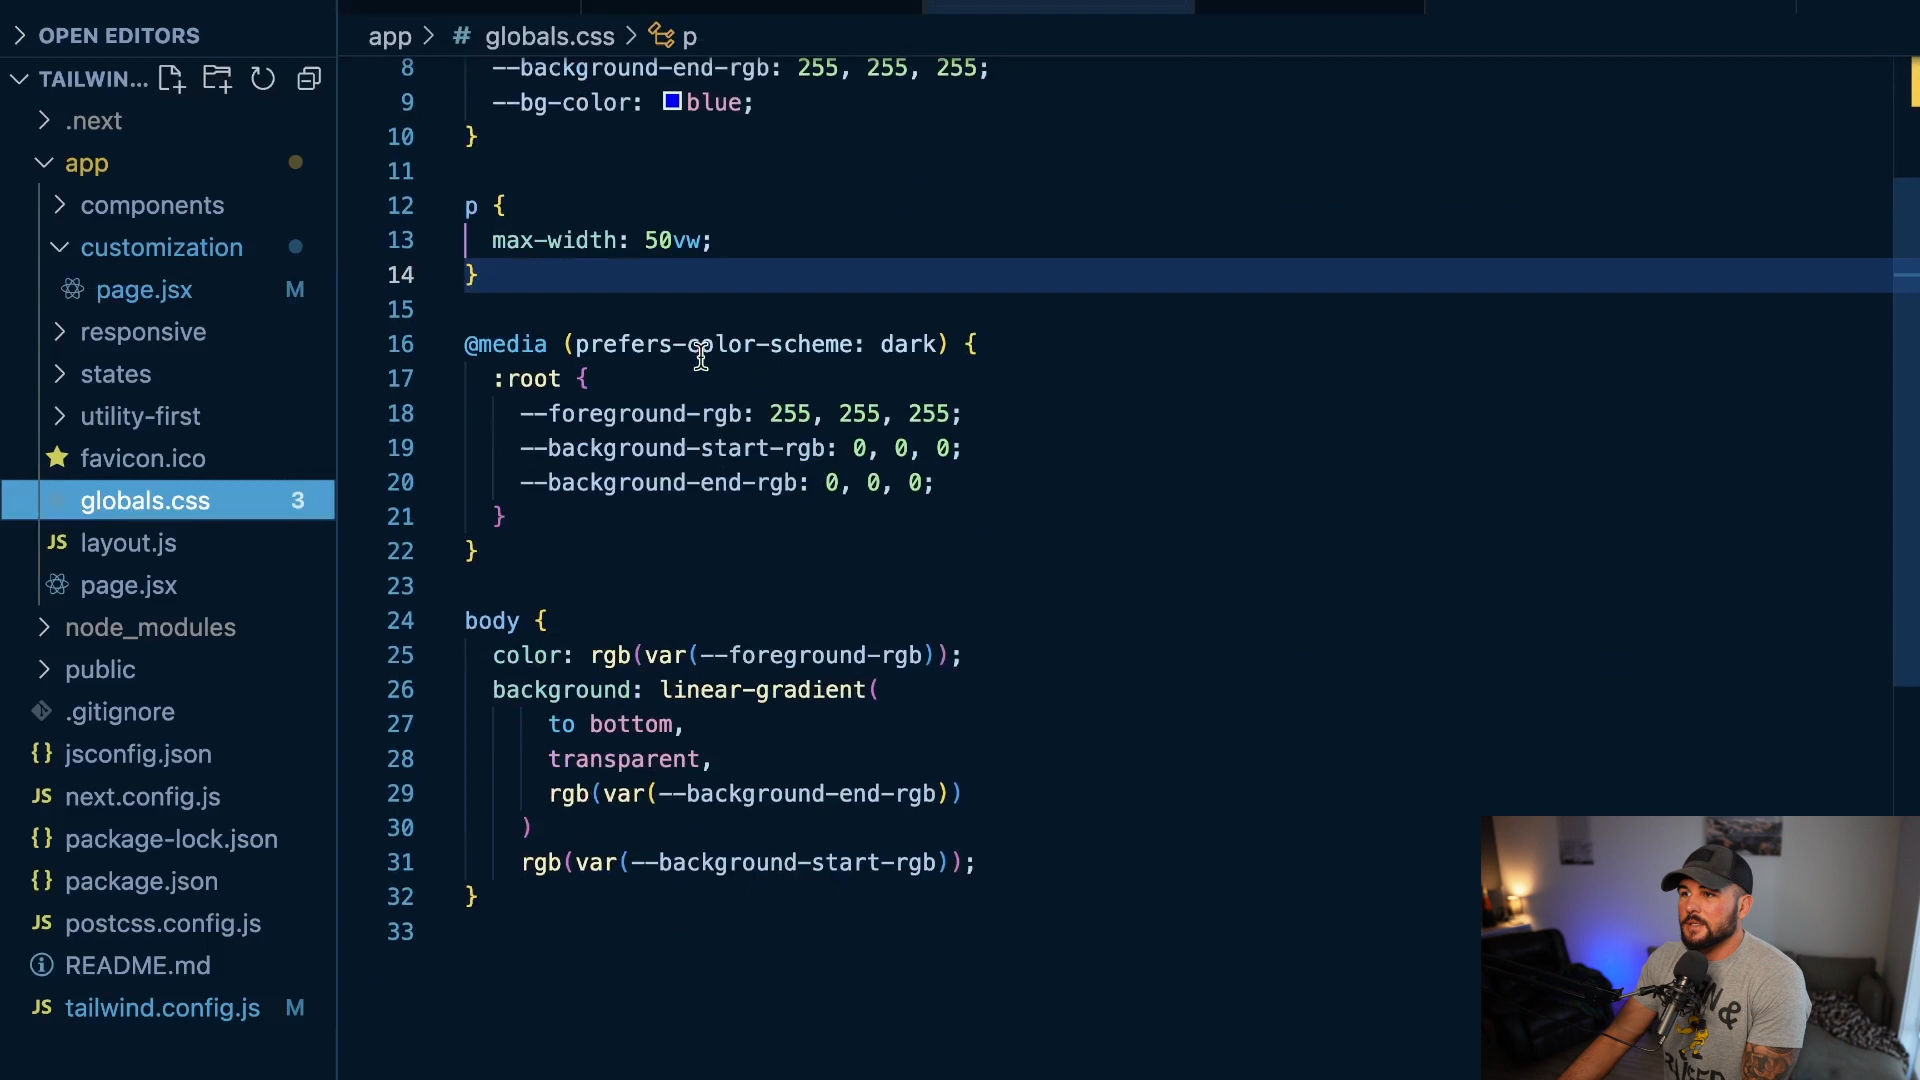 OPEN EDITORS
TAILWIN...
.next
app
components
customization
page.jsx M
responsive
states
utility-first
favicon.ico
globals.css 3
JS layout.js
page.jsx
node_modules
public
.gitignore
{} jsconfig.json
JS next.config.js
{} package-lock.json
{} package.json
JS postcss.config.js
README.md
JS tailwind.config.js M
app > # globals.css > p
8 --background-end-rgb: 255, 255, 255;
9 --bg-color: blue;
10 }
11
12 p {
13 max-width: 50vw;
14 }
15
16 @media (prefers-color-scheme: dark) {
17 :root {
18 --foreground-rgb: 255, 255, 255;
19 --background-start-rgb: 0, 0, 0;
20 --background-end-rgb: 0, 0, 0;
21 }
22 }
23
24 body {
25 color: rgb(var(--foreground-rgb));
26 background: linear-gradient(
27 to bottom,
28 transparent,
29 rgb(var(--background-end-rgb))
30 )
31 rgb(var(--background-start-rgb));
32 }
33